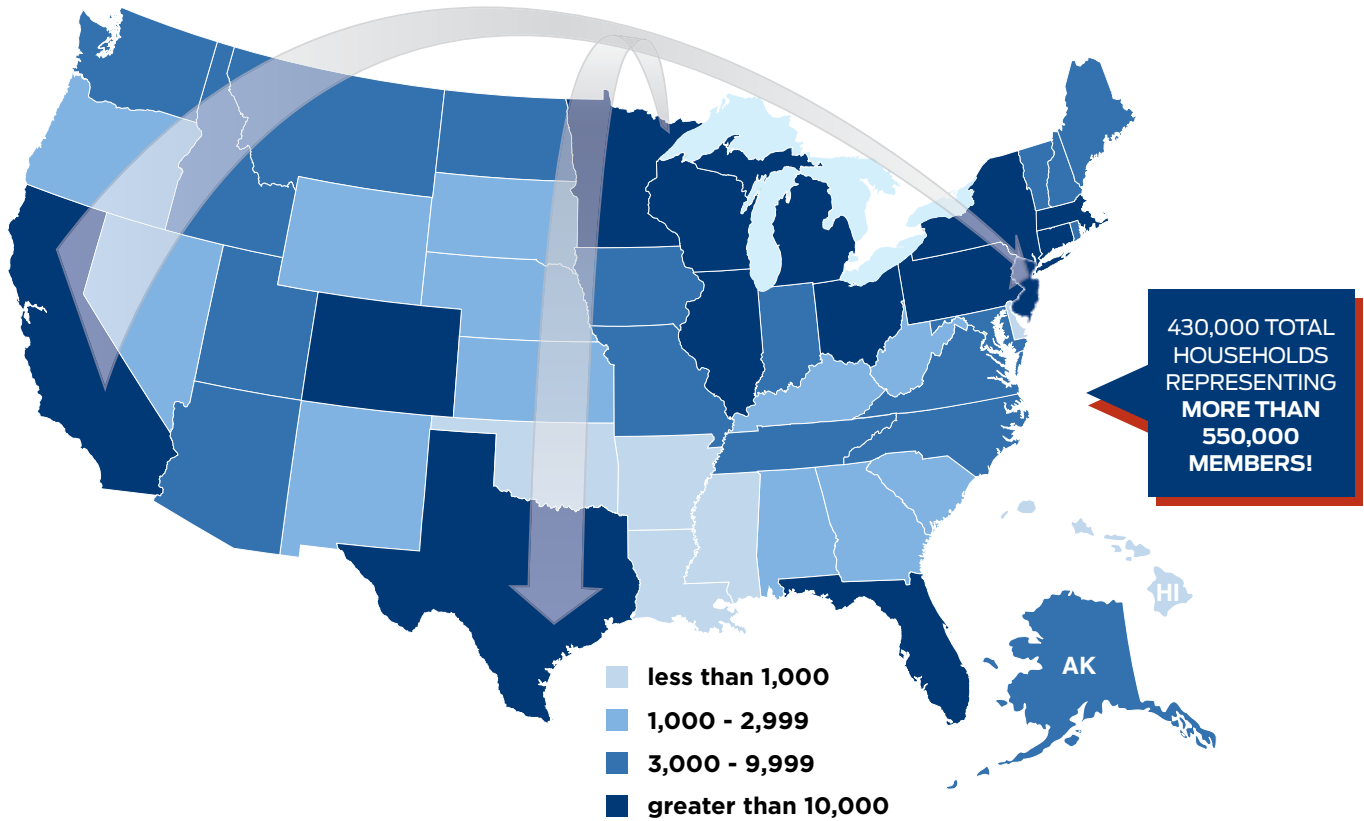 430,000 TOTAL
HOUSEHOLDS
REPRESENTING
MORE THAN
550,000
MEMBERS!
HI
AK
less than 1,000
1,000 - 2,999
3,000 - 9,999
greater than 10,000